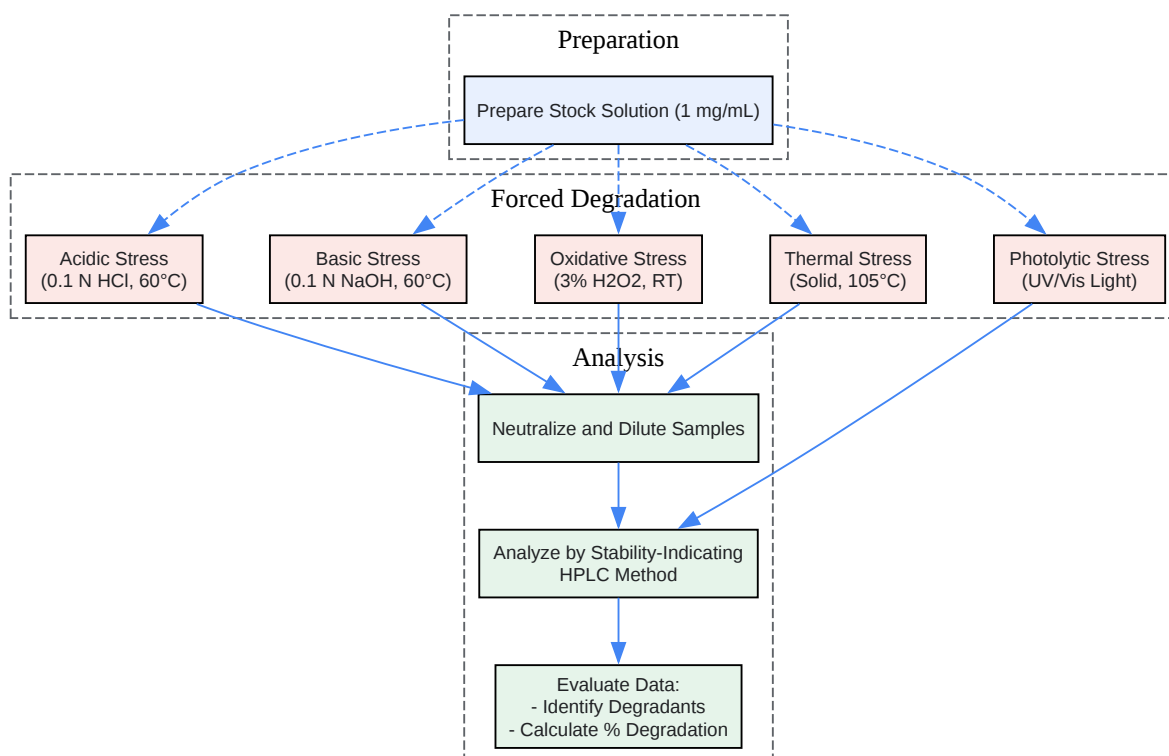 Preparation
Prepare Stock Solution (1 mg/mL)
Forced Degradation
Acidic Stress
(0.1 N HCl, 60°C)
Basic Stress
(0.1 N NaOH, 60°C)
Oxidative Stress
(3% H2O2, RT)
Thermal Stress
(Solid, 105°C)
Photolytic Stress
(UV/Vis Light)
Analysis
Neutralize and Dilute Samples
Analyze by Stability-Indicating
HPLC Method
Evaluate Data:
- Identify Degradants
- Calculate % Degradation